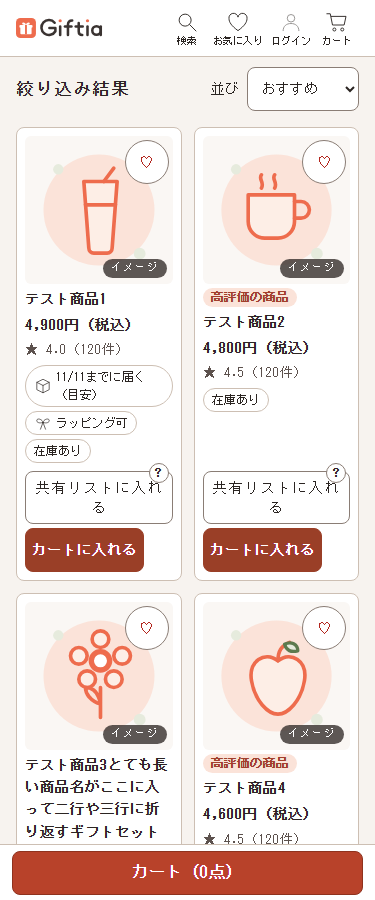 Giftia
検索
お気に入り
ログイン
カート
絞り込み結果
並び
おすすめ
イメージ
テスト商品1
4,900円（税込）
★ 4.0（120件）
11/11までに届く
（目安）
ラッピング可
在庫あり
?
共有リストに入れ
る
カートに入れる
イメージ
高評価の商品
テスト商品2
4,800円（税込）
★ 4.5（120件）
在庫あり
?
共有リストに入れ
る
カートに入れる
イメージ
テスト商品3とても長
い商品名がここに入
って二行や三行に折
り返すギフトセット
イメージ
高評価の商品
テスト商品4
4,600円（税込）
★ 4.5（120件）
カート（0点）